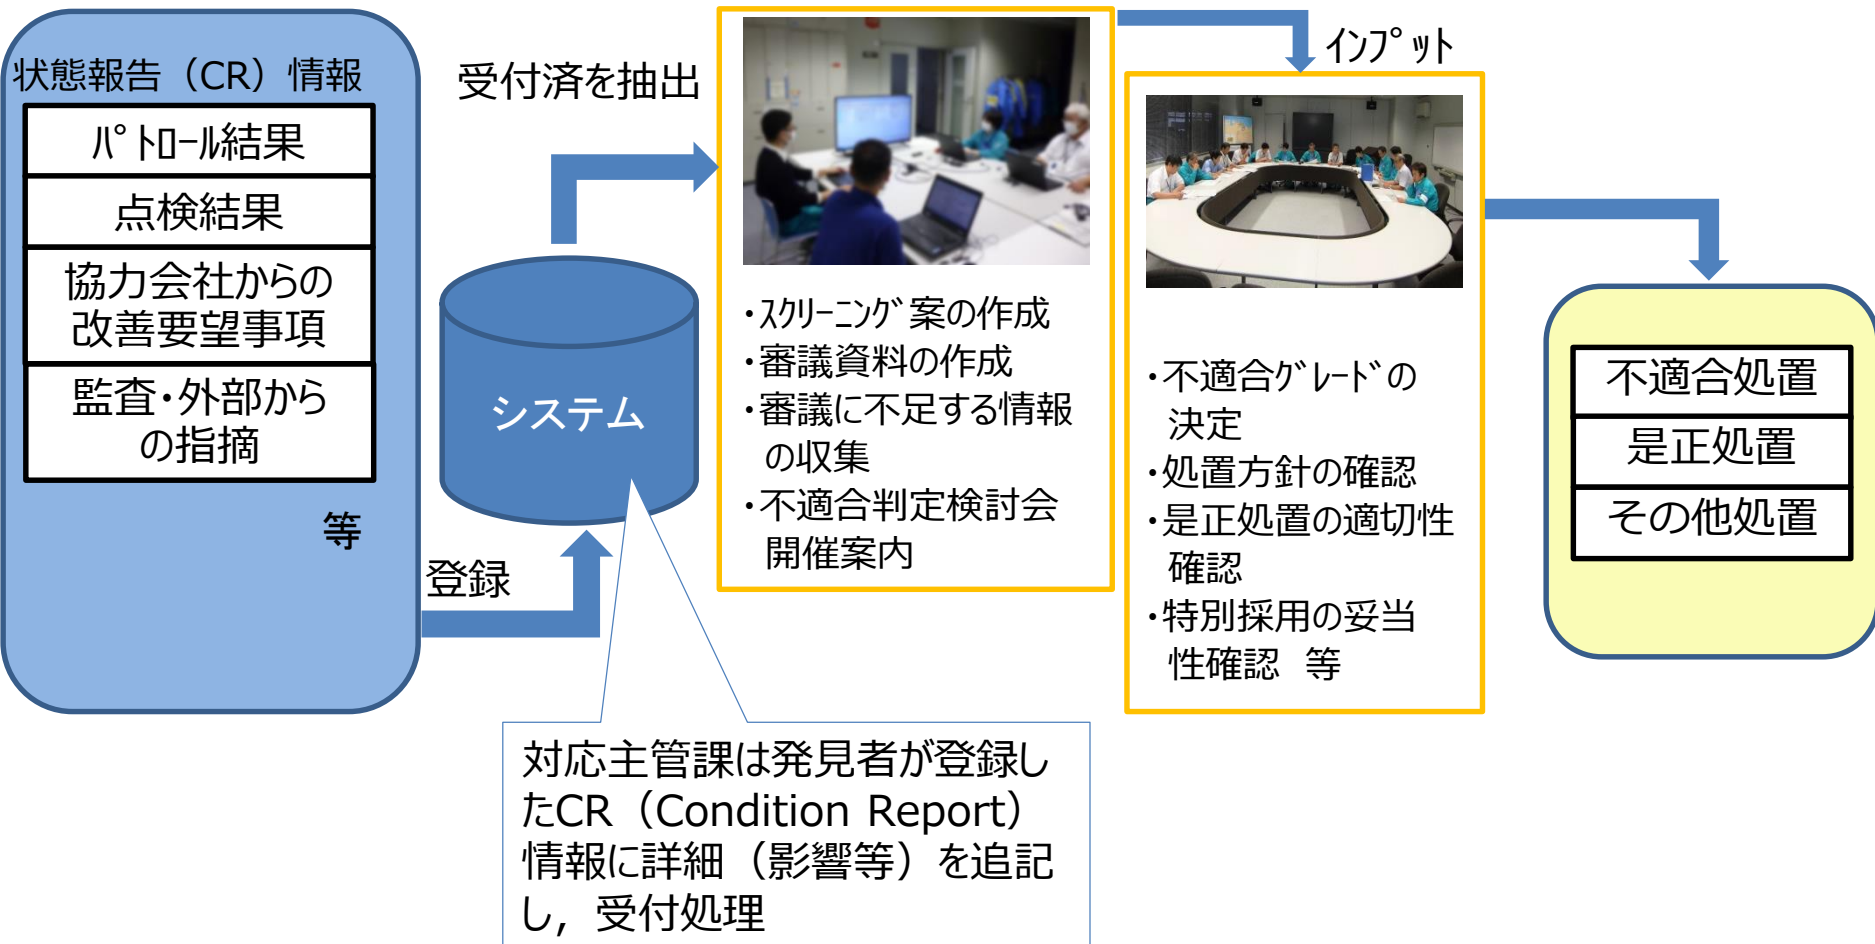 状態報告（CR）情報
ﾊﾟﾄﾛｰﾙ結果
点検結果
協力会社からの
改善要望事項
監査・外部から
の指摘
等
登録
システム
受付済を抽出
対応主管課は発見者が登録し
たCR（Condition Report）
情報に詳細（影響等）を追記
し，受付処理
・ｽｸﾘｰﾆﾝｸﾞ案の作成
・審議資料の作成
・審議に不足する情報
の収集
・不適合判定検討会
開催案内
ｲﾝﾌﾟｯﾄ
・不適合ｸﾞﾚｰﾄﾞの
決定
・処置方針の確認
・是正処置の適切性
確認
・特別採用の妥当
性確認　等
不適合処置
是正処置
その他処置